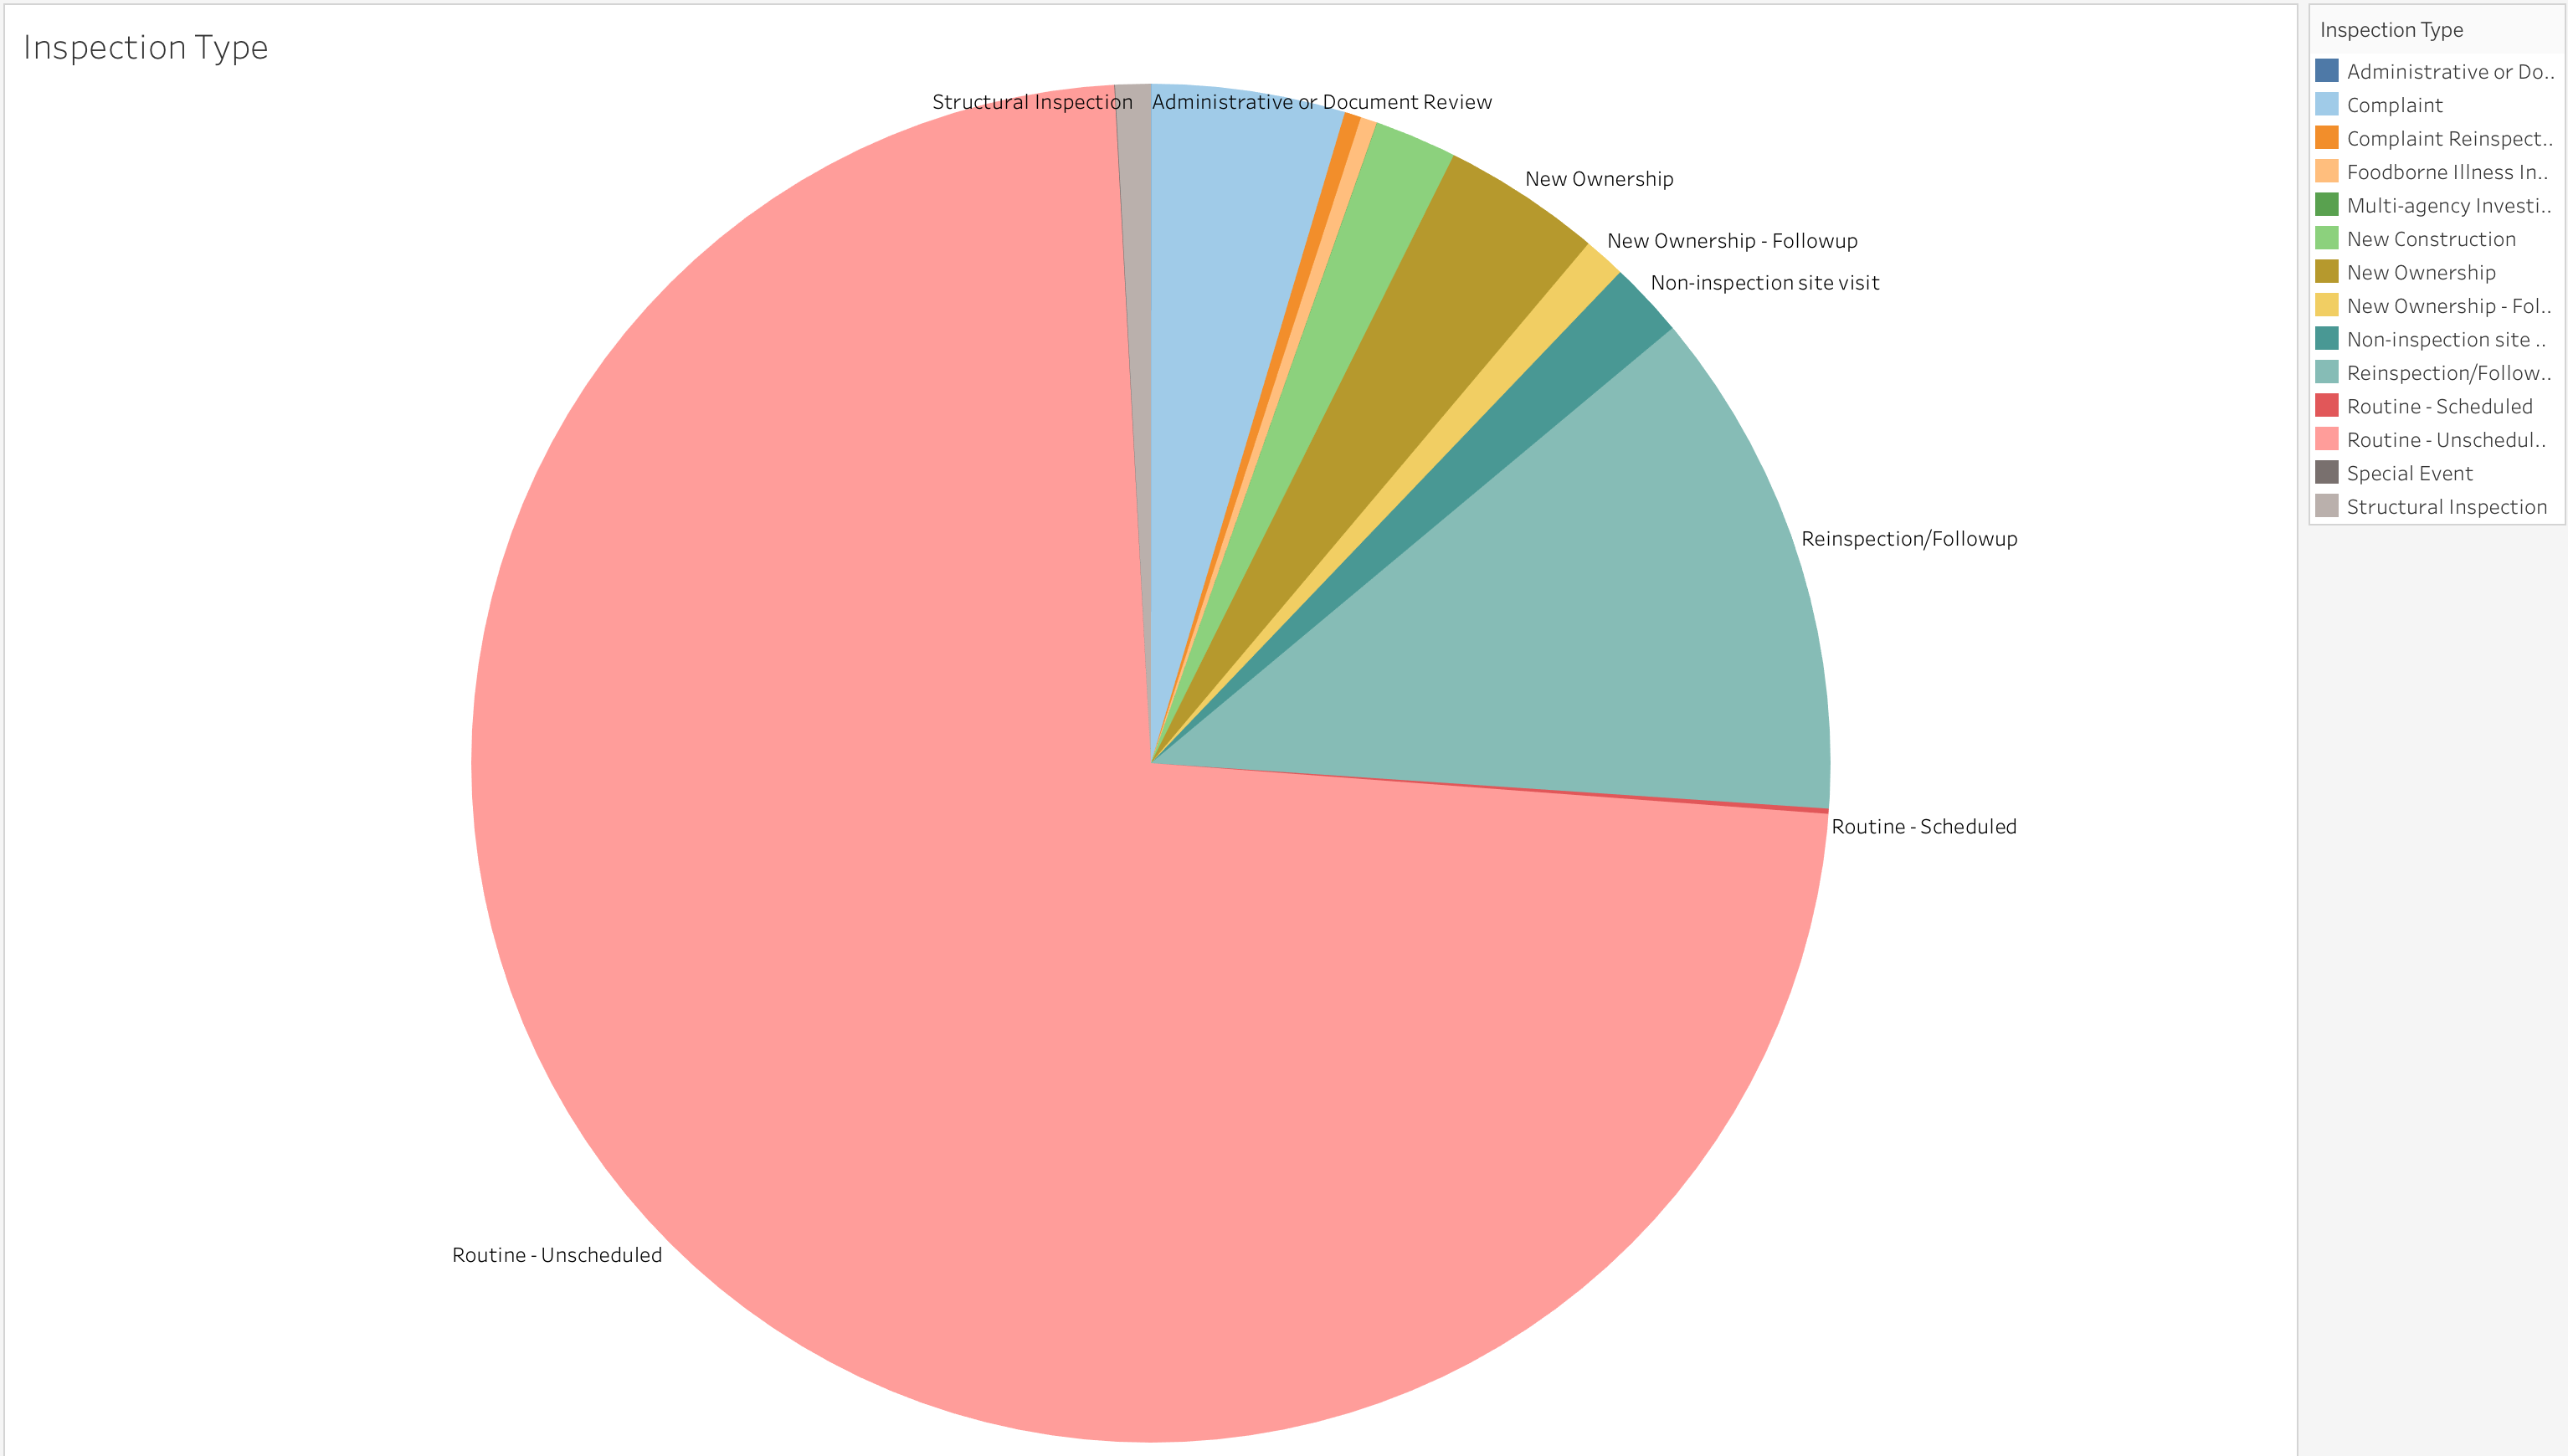 Inspection Type
Structural Inspection
Administrative or Document Review
New Ownership
New Ownership - Followup
Non-inspection site visit
Reinspection/Followup
Routine - Scheduled
Routine - Unscheduled
Inspection Type
Administrative or Do..
Complaint
Complaint Reinspect..
Foodborne Illness In..
Multi-agency Investi..
New Construction
New Ownership
New Ownership - Fol..
Non-inspection site ..
Reinspection/Follow..
Routine - Scheduled
Routine - Unschedul..
Special Event
Structural Inspection